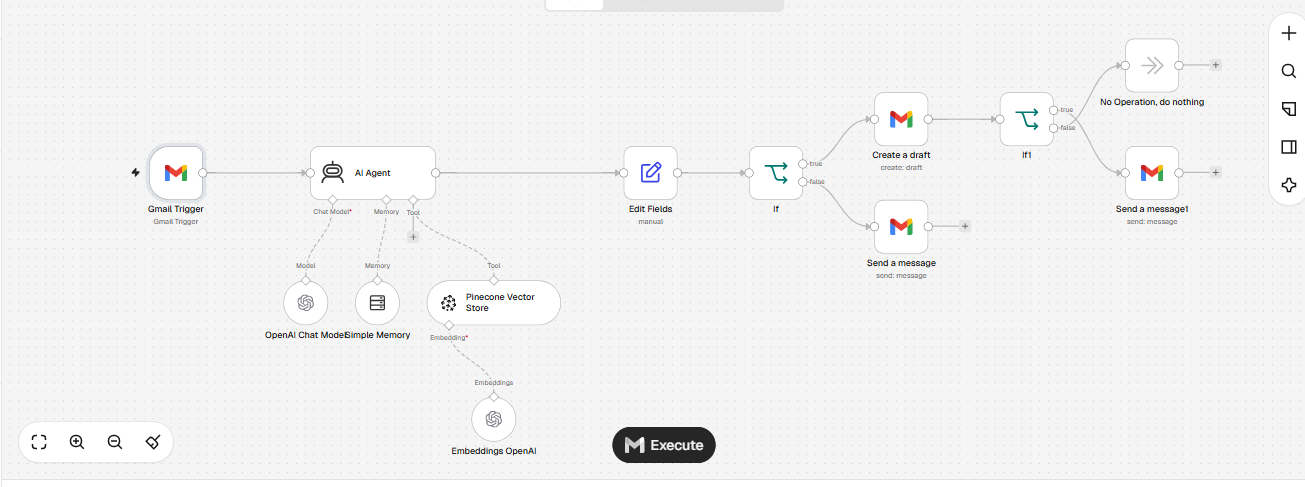 No Operation, do nothing
true
false
If1
Create a draft
create: draft
Send a message1
send: message
Gmail Trigger
Gmail Trigger
AI Agent
Chat Model*
Memory
Tool
Edit Fields
manual
true
false
If
Send a message
send: message
Model
Memory
Tool
OpenAI Chat Model
Simple Memory
Pinecone Vector
Store
Embedding*
Embeddings
Embeddings OpenAI
Execute